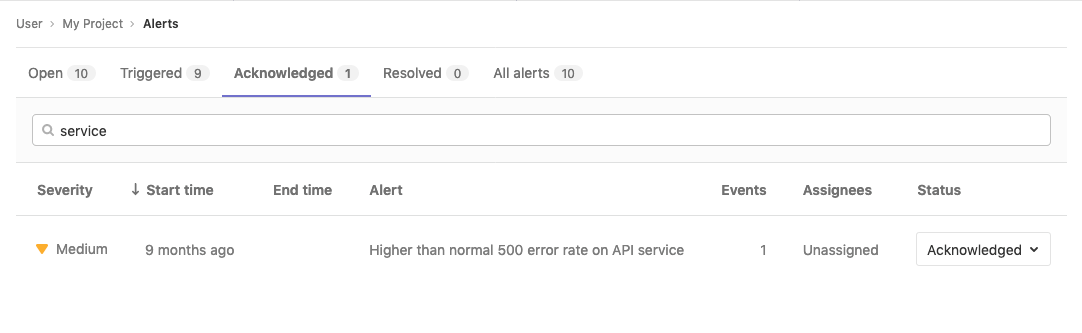 User › My Project › Alerts
Open 10 Triggered 9 Acknowledged 1 Resolved 0 All alerts 10
service
Severity ↓ Start time End time Alert Events Assignees Status
Medium 9 months ago Higher than normal 500 error rate on API service 1 Unassigned Acknowledged